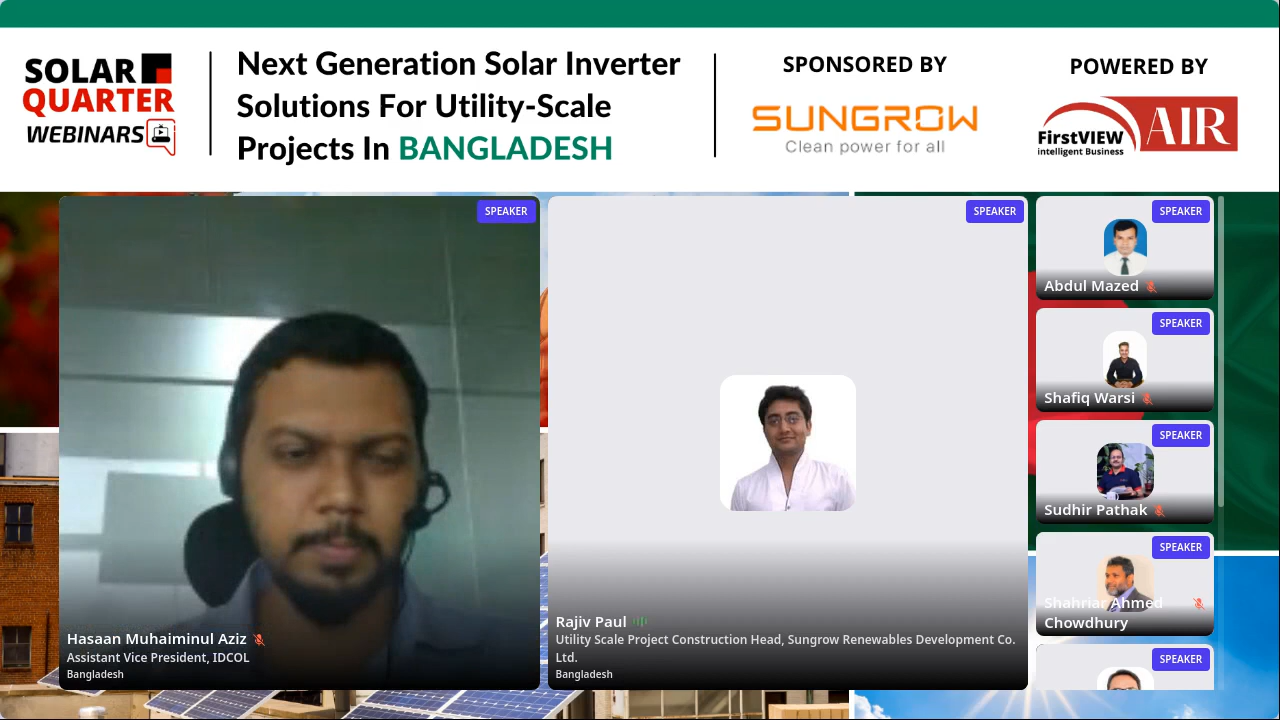 SOLAR
QUARTER
WEBINARS
Next Generation Solar Inverter
Solutions For Utility-Scale
Projects In BANGLADESH
SPONSORED BY
SUNGROW
Clean power for all
POWERED BY
FirstVIEW
intelligent Business
AIR
SPEAKER
Hasaan Muhaiminul Aziz
Assistant Vice President, IDCOL
Bangladesh
SPEAKER
Rajiv Paul
Utility Scale Project Construction Head, Sungrow Renewables Development Co.
Ltd.
Bangladesh
SPEAKER
Abdul Mazed
SPEAKER
Shafiq Warsi
SPEAKER
Sudhir Pathak
SPEAKER
Shahriar Ahmed
Chowdhury
SPEAKER